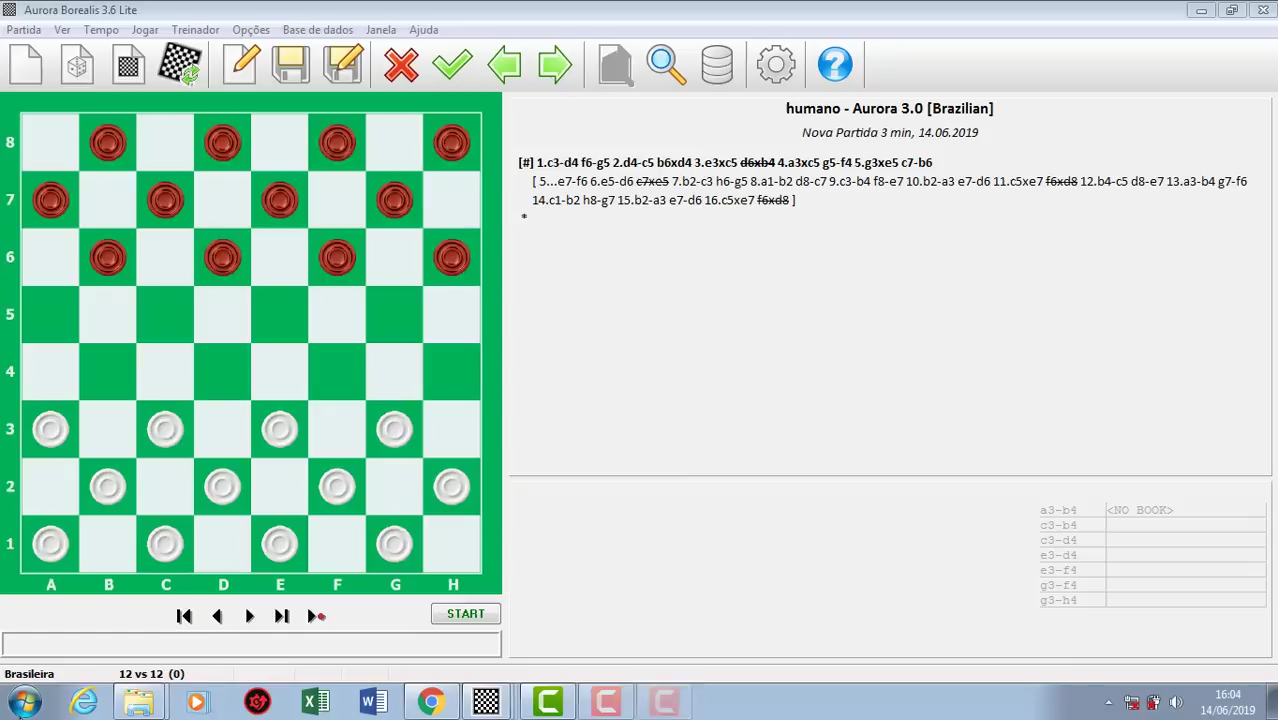 Aurora Borealis 3.6 Lite
Partida Ver Tempo Jogar Treinador Opções Base de dados Janela Ajuda
humano - Aurora 3.0 [Brazilian]
Nova Partida 3 min, 14.06.2019
[#] 1.c3-d4 f6-g5 2.d4-c5 b6xd4 3.e3xc5 d6xb4 4.a3xc5 g5-f4 5.g3xe5 c7-b6
[ 5...e7-f6 6.e5-d6 c7xe5 7.b2-c3 h6-g5 8.a1-b2 d8-c7 9.c3-b4 f8-e7 10.b2-a3 e7-d6 11.c5xe7 f6xd8 12.b4-c5 d8-e7 13.a3-b4 g7-f6
14.c1-b2 h8-g7 15.b2-a3 e7-d6 16.c5xe7 f6xd8 ]
*
8
7
6
5
4
3
2
1
A B C D E F G H
a3-b4 <NO BOOK>
c3-b4
c3-d4
e3-d4
e3-f4
g3-f4
g3-h4
START
Brasileira 12 vs 12 (0)
16:04
14/06/2019